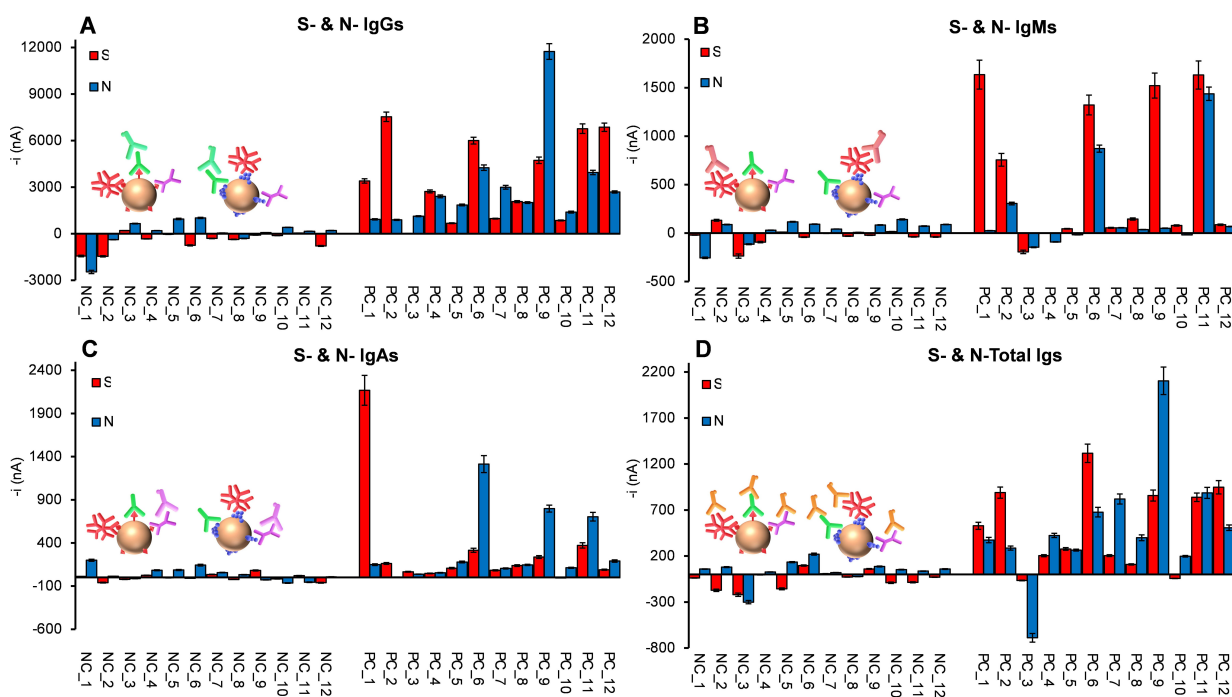 A
S- & N- IgGs
12000
9000
6000
3000
0
-3000
-i (nA)
S
N
NC_1
NC_2
NC_3
NC_4
NC_5
NC_6
NC_7
NC_8
NC_9
NC_10
NC_11
NC_12
PC_1
PC_2
PC_3
PC_4
PC_5
PC_6
PC_7
PC_8
PC_9
PC_10
PC_11
PC_12
B
S- & N- IgMs
2000
1500
1000
500
0
-500
-i (nA)
S
N
NC_1
NC_2
NC_3
NC_4
NC_5
NC_6
NC_7
NC_8
NC_9
NC_10
NC_11
NC_12
PC_1
PC_2
PC_3
PC_4
PC_5
PC_6
PC_7
PC_8
PC_9
PC_10
PC_11
PC_12
C
S- & N- IgAs
2400
1900
1400
900
400
-100
-600
-i (nA)
S
N
NC_1
NC_2
NC_3
NC_4
NC_5
NC_6
NC_7
NC_8
NC_9
NC_10
NC_11
NC_12
PC_1
PC_2
PC_3
PC_4
PC_5
PC_6
PC_7
PC_8
PC_9
PC_10
PC_11
PC_12
D
S- & N-Total Igs
2200
1700
1200
700
200
-300
-800
-i (nA)
S
N
NC_1
NC_2
NC_3
NC_4
NC_5
NC_6
NC_7
NC_8
NC_9
NC_10
NC_11
NC_12
PC_1
PC_2
PC_3
PC_4
PC_5
PC_6
PC_7
PC_8
PC_9
PC_10
PC_11
PC_12